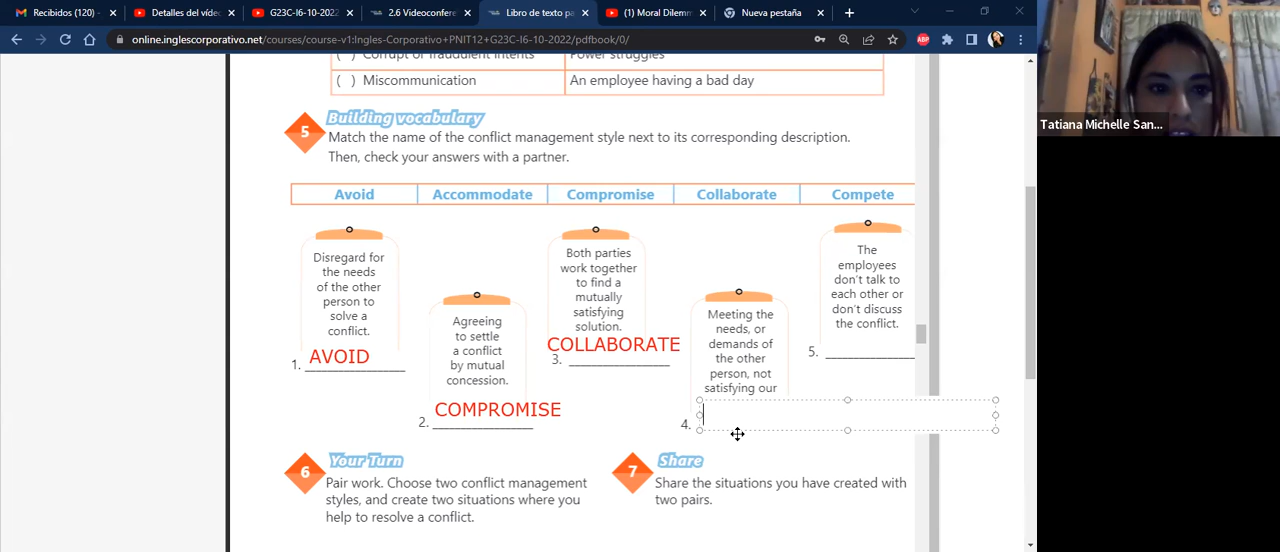 Recibidos (120)
Detalles del víde
G23C-I6-10-2022
2.6 Videoconfere
Libro de texto pa
(1) Moral Dilemm
Nueva pestaña
online.inglescorporativo.net/courses/course-v1:Ingles-Corporativo+PNIT12+G23C-I6-10-2022/pdfbook/0/
ABP
( ) Corrupt or fraudulent intents
Power struggles
( ) Miscommunication
An employee having a bad day
5
Building vocabulary
Match the name of the conflict management style next to its corresponding description.
Then, check your answers with a partner.
Avoid
Accommodate
Compromise
Collaborate
Compete
Disregard for
the needs
of the other
person to
solve a
conflict.
1. AVOID
Agreeing
to settle
a conflict
by mutual
concession.
2. COMPROMISE
Both parties
work together
to find a
mutually
satisfying
solution.
3. COLLABORATE
Meeting the
needs, or
demands of
the other
person, not
satisfying our
4.
The
employees
don't talk to
each other or
don't discuss
the conflict.
5.
6
Your Turn
Pair work. Choose two conflict management
styles, and create two situations where you
help to resolve a conflict.
7
Share
Share the situations you have created with
two pairs.
Tatiana Michelle San...